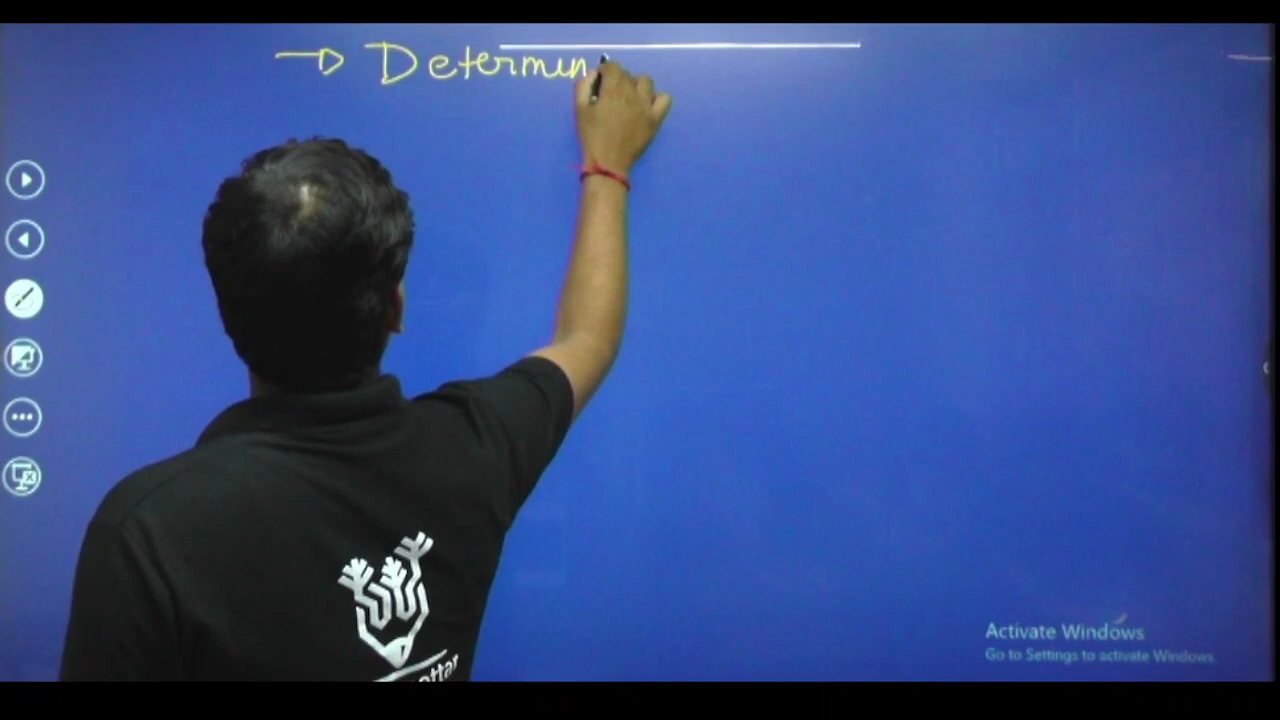 → Determin
Activate Windows
Go to Settings to activate Windows.